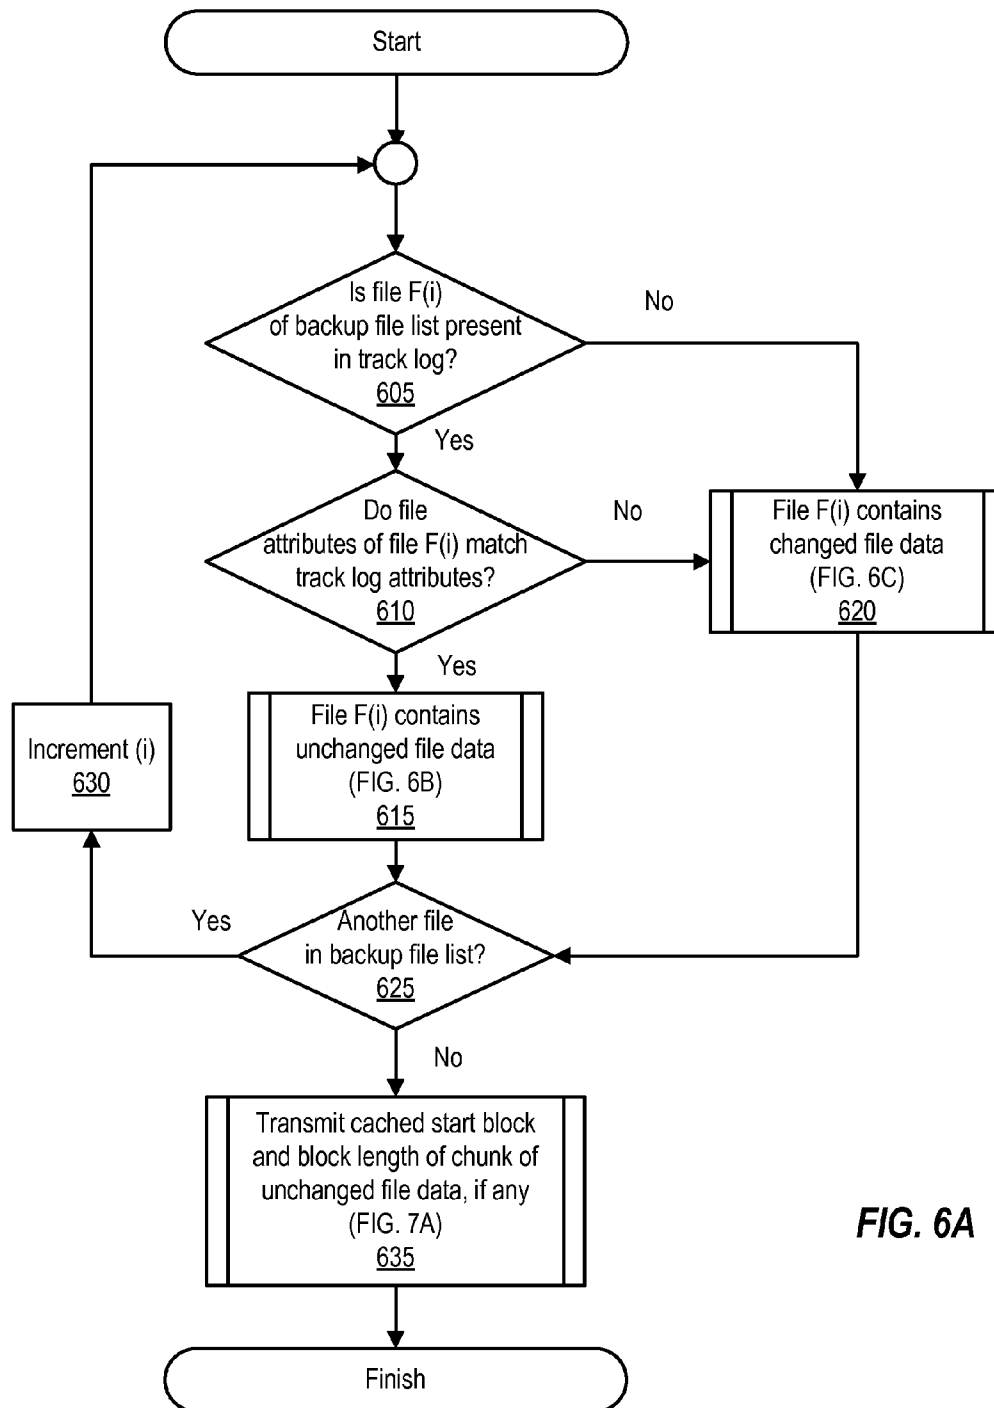 Start
Is file F(i)
of backup file list present
in track log?
605
No
Yes
Do file
attributes of file F(i) match
track log attributes?
610
No
File F(i) contains
changed file data
(FIG. 6C)
620
Yes
File F(i) contains
unchanged file data
(FIG. 6B)
615
Increment (i)
630
Yes
Another file
in backup file list?
625
No
Transmit cached start block
and block length of chunk of
unchanged file data, if any
(FIG. 7A)
635
FIG. 6A
Finish